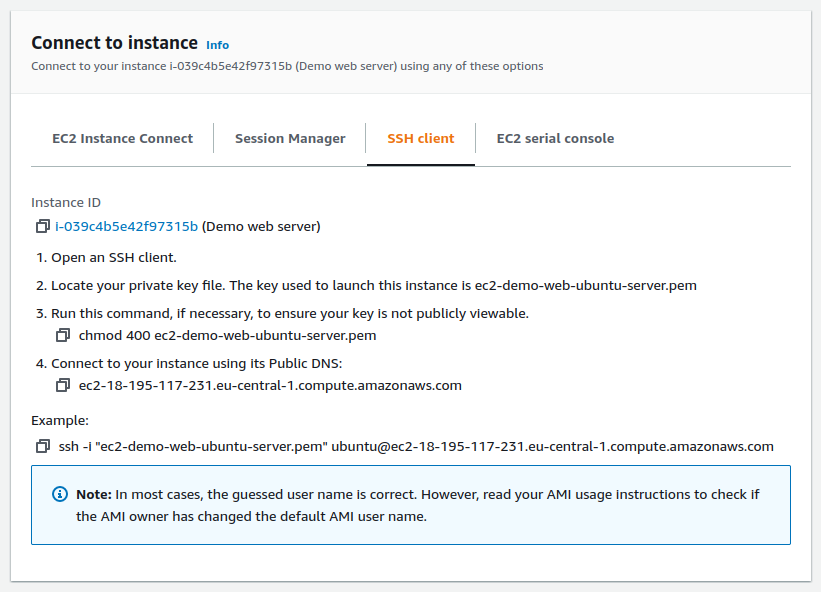 Connect to instance Info
Connect to your instance i-039c4b5e42f97315b (Demo web server) using any of these options
EC2 Instance Connect
Session Manager
SSH client
EC2 serial console
Instance ID
i-039c4b5e42f97315b (Demo web server)
1. Open an SSH client.
2. Locate your private key file. The key used to launch this instance is ec2-demo-web-ubuntu-server.pem
3. Run this command, if necessary, to ensure your key is not publicly viewable.
chmod 400 ec2-demo-web-ubuntu-server.pem
4. Connect to your instance using its Public DNS:
ec2-18-195-117-231.eu-central-1.compute.amazonaws.com
Example:
ssh -i "ec2-demo-web-ubuntu-server.pem" ubuntu@ec2-18-195-117-231.eu-central-1.compute.amazonaws.com
Note: In most cases, the guessed user name is correct. However, read your AMI usage instructions to check if
the AMI owner has changed the default AMI user name.